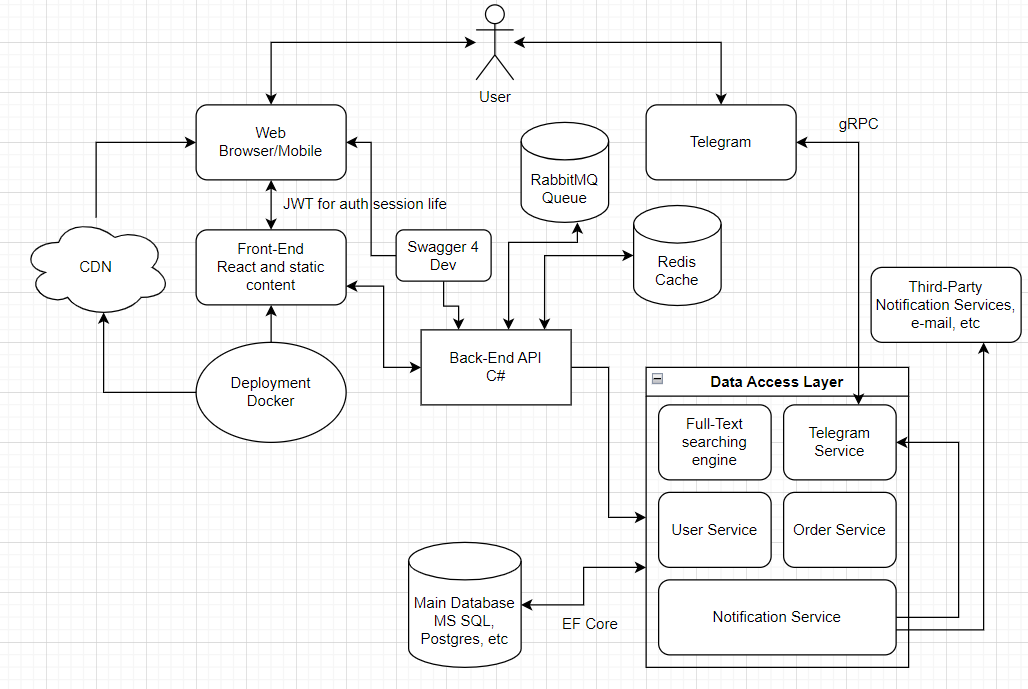 User
Web
Browser/Mobile
Telegram
gRPC
RabbitMQ
Queue
JWT for auth session life
CDN
Front-End
React and static
content
Swagger 4
Dev
Redis
Cache
Third-Party
Notification Services,
e-mail, etc
Back-End API
C#
Deployment
Docker
Data Access Layer
Full-Text
searching
engine
Telegram
Service
User Service
Order Service
Main Database
MS SQL,
Postgres, etc
EF Core
Notification Service